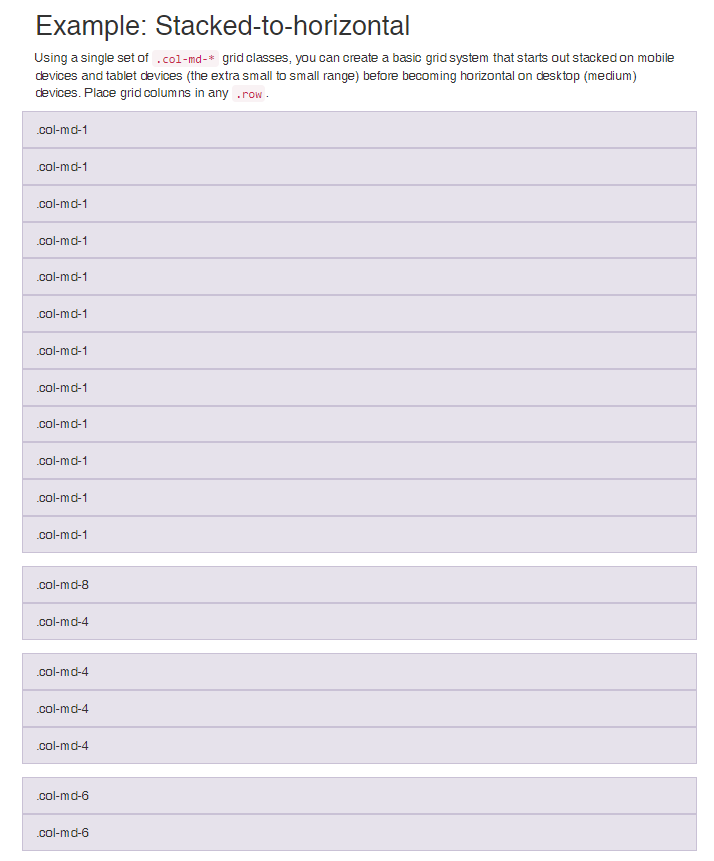 Example: Stacked-to-horizontal
Using a single set of .col-md-* grid classes, you can create a basic grid system that starts out stacked on mobile
devices and tablet devices (the extra small to small range) before becoming horizontal on desktop (medium)
devices. Place grid columns in any .row .
.col-md-1
.col-md-1
.col-md-1
.col-md-1
.col-md-1
.col-md-1
.col-md-1
.col-md-1
.col-md-1
.col-md-1
.col-md-1
.col-md-1
.col-md-8
.col-md-4
.col-md-4
.col-md-4
.col-md-4
.col-md-6
.col-md-6